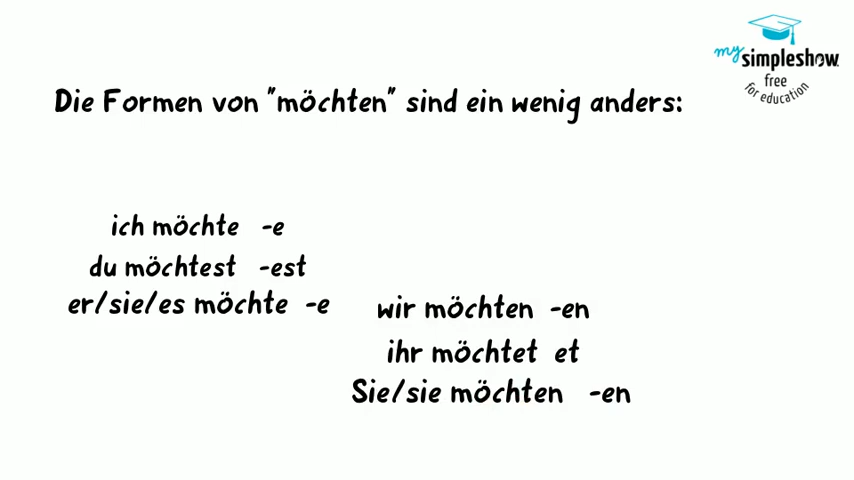 my
simpleshow
free
for education
Die Formen von "möchten" sind ein wenig anders:
ich möchte -e
du möchtest -est
er/sie/es möchte -e
wir möchten -en
ihr möchtet et
Sie/sie möchten -en